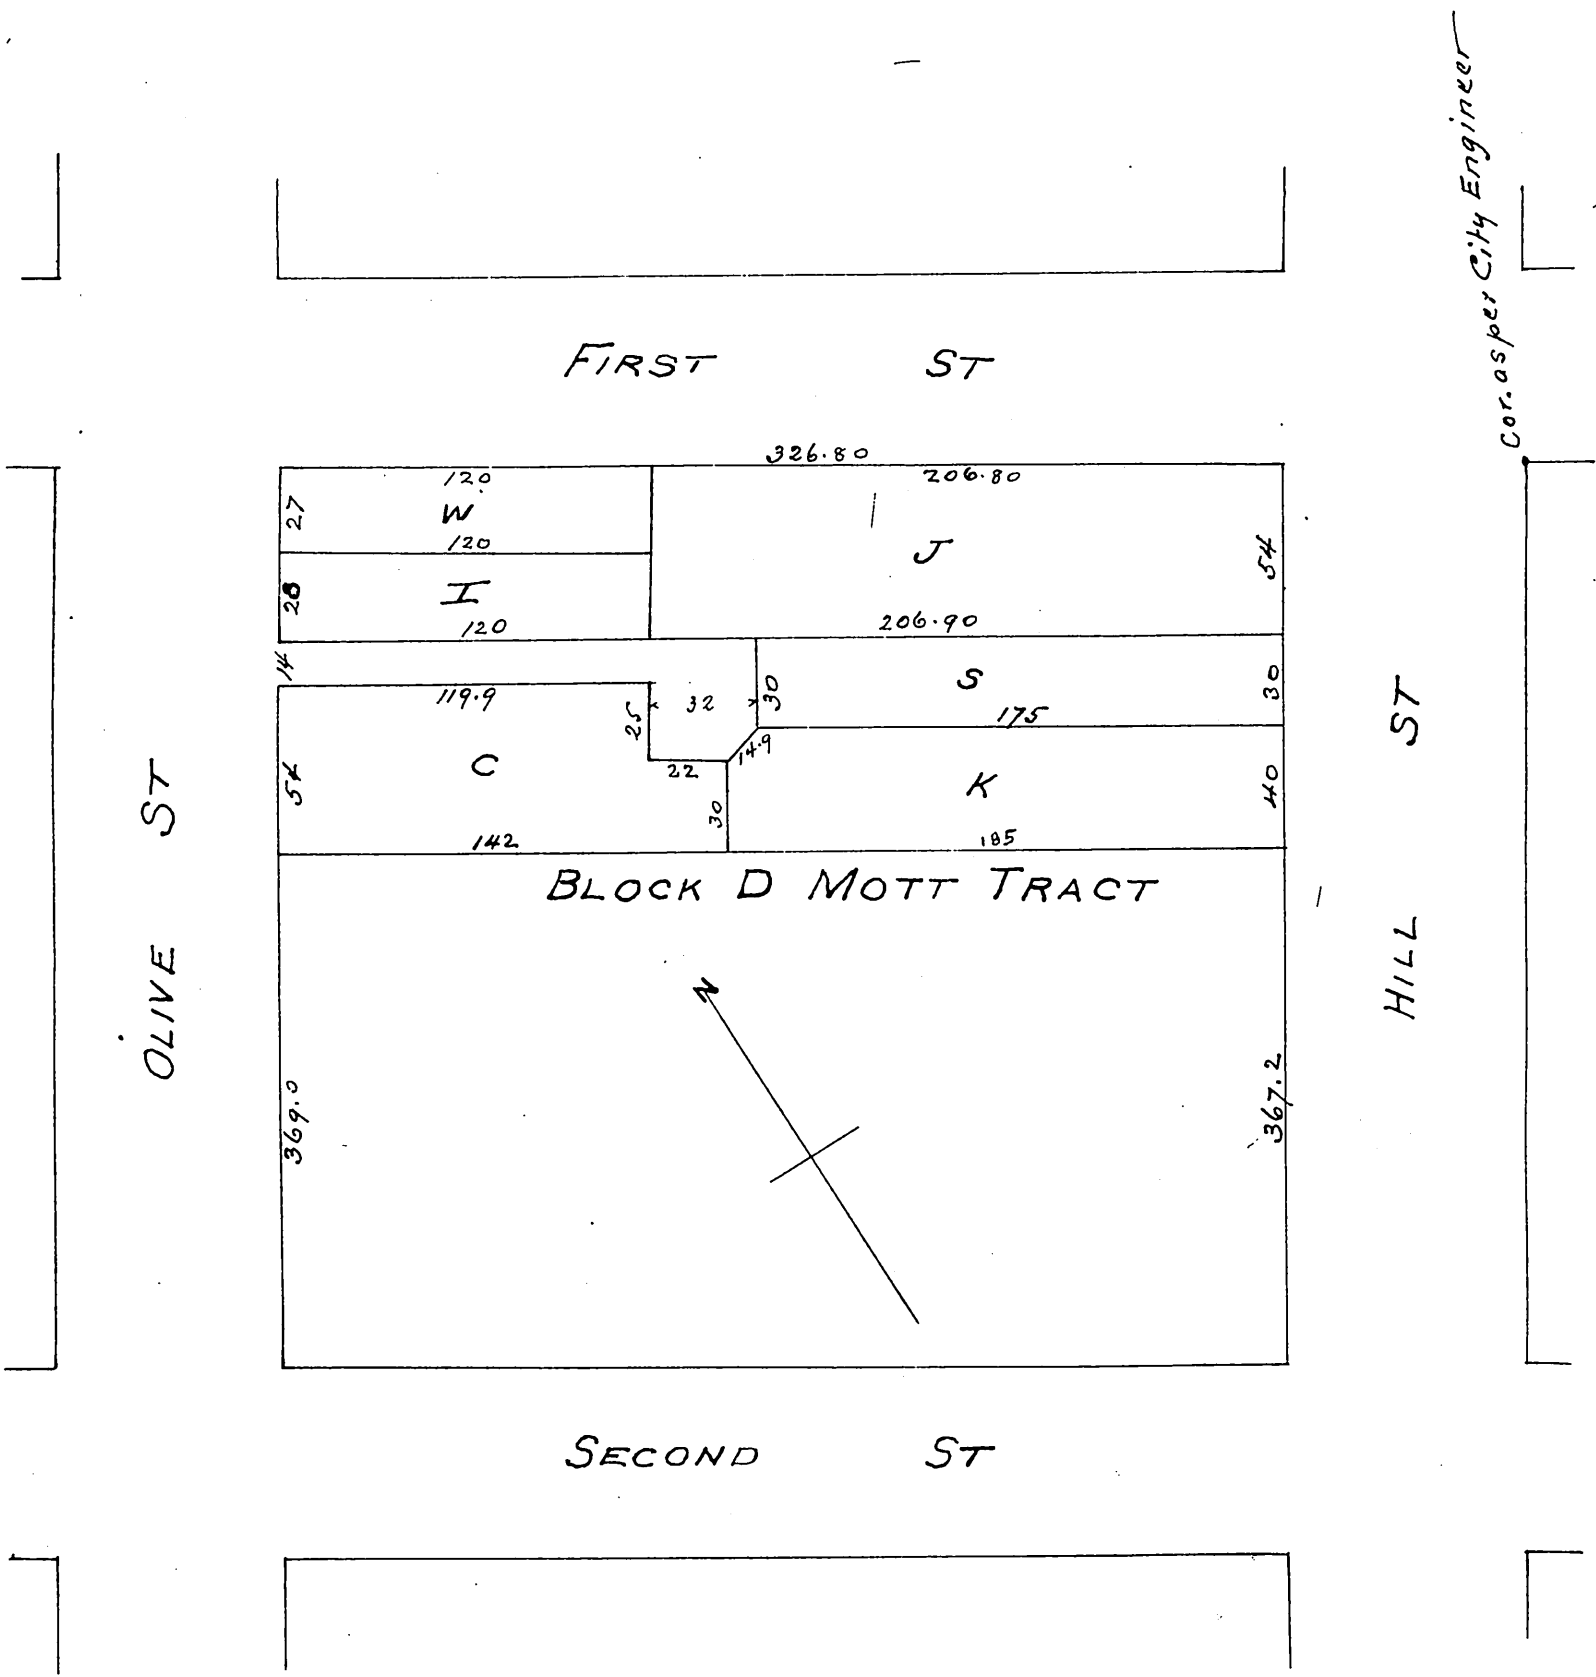 Cor. as per City Engineer
FIRST ST
326.80
120
206.80
27
W
J
54
120
28
I
120
206.90
14
119.9
25
32
30
S
30
175
14.9
C
22
K
40
54
30
142
185
BLOCK D MOTT TRACT
OLIVE ST
HILL ST
N
369.0
367.2
SECOND ST